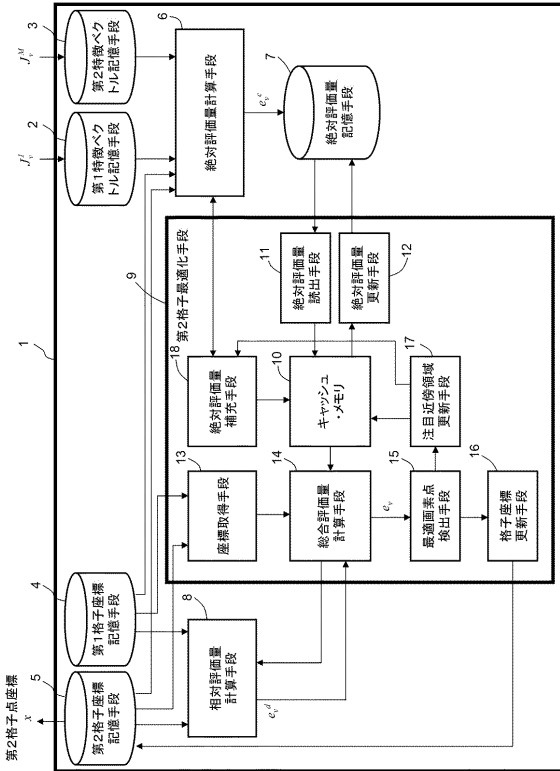 1
3
J_v^M
第2特徴ベク
トル記憶手段
2
J_v^I
第1特徴ベク
トル記憶手段
6
絶対評価量計算手段
e_v^c
7
絶対評価量
記憶手段
9
第2格子最適化手段
11
絶対評価量
読出手段
12
絶対評価量
更新手段
18
絶対評価量
補充手段
10
キャッシュ
・メモリ
17
注目近傍領域
更新手段
13
座標取得手段
14
総合評価量
計算手段
e_v
15
最適画素点
検出手段
16
格子座標
更新手段
4
第1格子座標
記憶手段
5
第2格子座標
記憶手段
第2格子点座標
x
8
相対評価量
計算手段
e_v^d